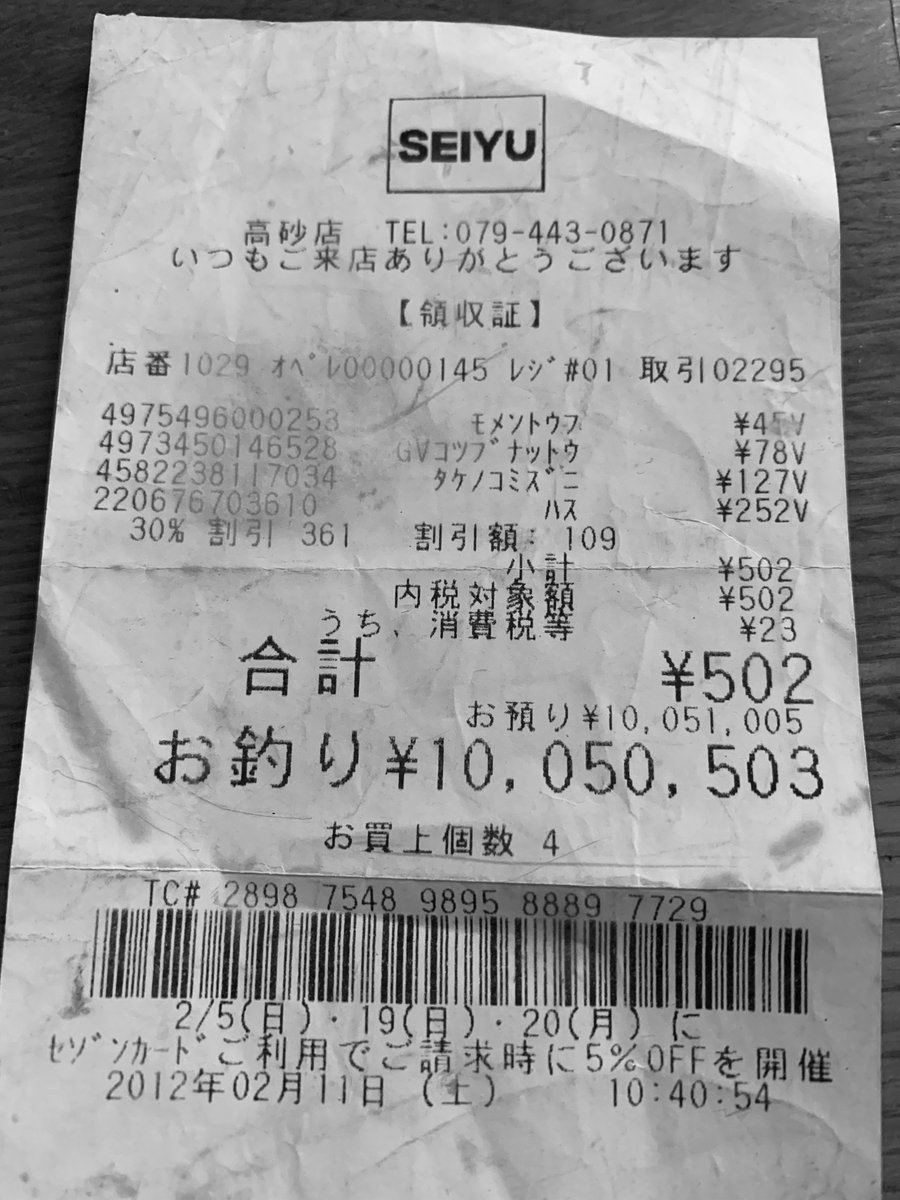 SEIYU
高砂店 TEL:079-443-0871
いつもご来店ありがとうございます
【領収証】
店番1029 ｵﾍﾟﾚ00000145 ﾚｼﾞ#01 取引02295
4975496000253 ﾓﾒﾝﾄｳﾌ ¥45V
4973450146528 GVｺﾂﾌﾞﾅｯﾄｳ ¥78V
4582238117034 ﾀｹﾉｺﾐｽﾞﾆ ¥127V
220676703610 ﾊｽ ¥252V
30% 割引 361 割引額: 109
小計 ¥502
内税対象額 ¥502
うち、消費税等 ¥23
合計 ¥502
お預り¥10,051,005
お釣り¥10,050,503
お買上個数 4
TC# 2898 7548 9895 8889 7729
2/5(日)・19(日)・20(月)に
ｾｿﾞﾝｶｰﾄﾞご利用でご請求時に5%OFFを開催
2012年02月11日 (土) 10:40:54